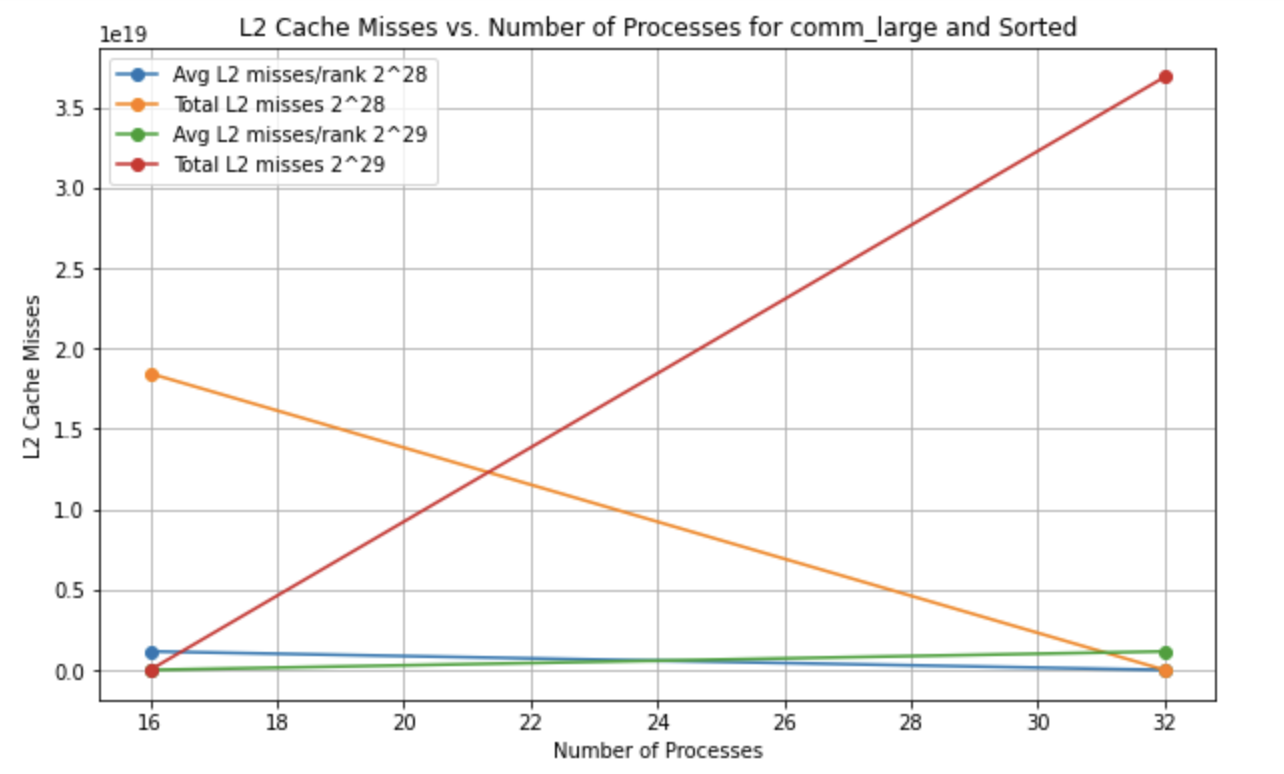 L2 Cache Misses vs. Number of Processes for comm_large and Sorted
1e19
Avg L2 misses/rank 2^28
Total L2 misses 2^28
Avg L2 misses/rank 2^29
Total L2 misses 2^29
3.5
3.0
2.5
2.0
1.5
1.0
0.5
0.0
L2 Cache Misses
16 18 20 22 24 26 28 30 32
Number of Processes